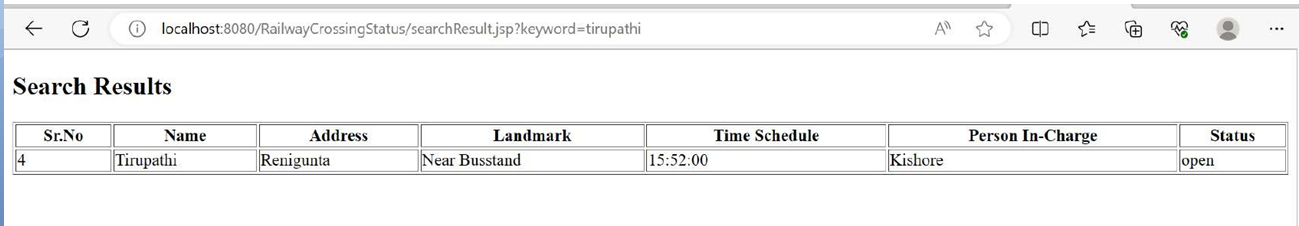 localhost:8080/RailwayCrossingStatus/searchResult.jsp?keyword=tirupathi
Search Results
Sr.No Name Address Landmark Time Schedule Person In-Charge Status
4 Tirupathi Renigunta Near Busstand 15:52:00 Kishore open